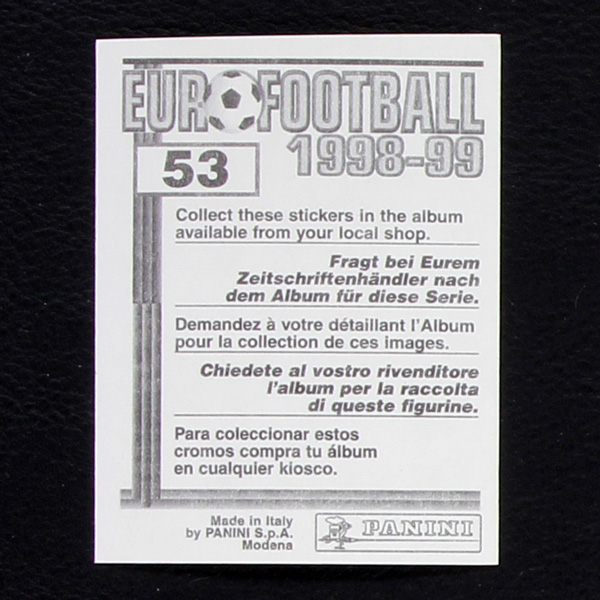 EUROFOOTBALL
1998-99
53
Collect these stickers in the album
available from your local shop.
Fragt bei Eurem
Zeitschriftenhändler nach
dem Album für diese Serie.
Demandez à votre détaillant l'Album
pour la collection de ces images.
Chiedete al vostro rivenditore
l'album per la raccolta
di queste figurine.
Para coleccionar estos
cromos compra tu álbum
en cualquier kiosco.
Made in Italy
by PANINI S.p.A.
Modena
PANINI